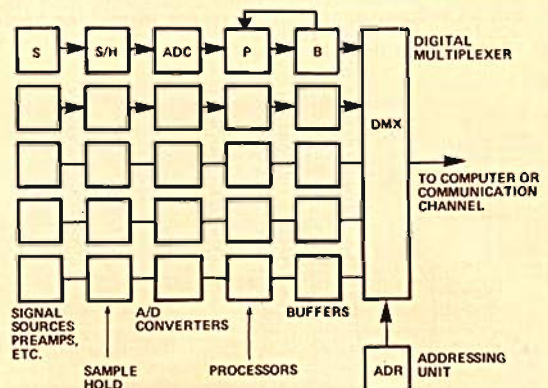 S S/H ADC P B
DIGITAL
MULTIPLEXER
DMX
TO COMPUTER OR
COMMUNICATION
CHANNEL
SIGNAL
SOURCES
PREAMPS,
ETC.
SAMPLE
HOLD
A/D
CONVERTERS
PROCESSORS
BUFFERS
ADR
ADDRESSING
UNIT